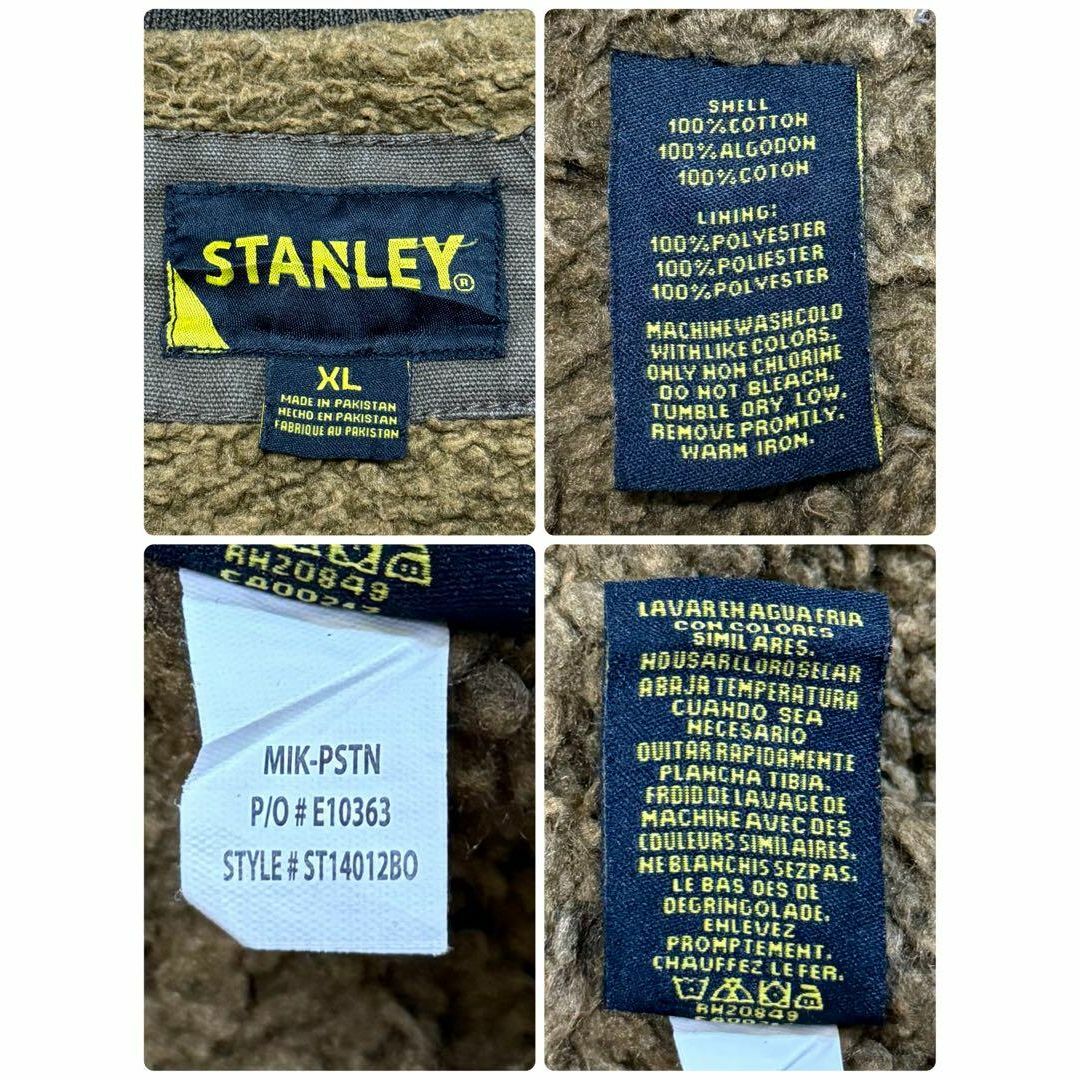 STANLEY®
XL
MADE IN PAKISTAN
HECHO EN PAKISTAN
FABRIQUE AU PAKISTAN
SHELL
100%COTTON
100%ALGODON
100%COTON
LINING:
100%POLYESTER
100%POLIESTER
100%POLYESTER
MACHINE WASH COLD
WITH LIKE COLORS.
ONLY NON CHLORINE
DO NOT BLEACH.
TUMBLE DRY LOW.
REMOVE PROMTLY.
WARM IRON.
RH20849
MIK-PSTN
P/O # E10363
STYLE # ST14012BO
LAVAR EN AGUA FRIA
CON COLORES
SIMILARES.
NO USAR CLORO SECAR
A BAJA TEMPERATURA
CUANDO SEA
NECESARIO
QUITAR RAPIDAMENTE
PLANCHA TIBIA.
FROID DE LAVAGE DE
MACHINE AVEC DES
COULEURS SIMILAIRES.
NE BLANCHISSEZ PAS.
LE BAS DES DE
DEGRINGOLADE.
ENLEVEZ
PROMPTEMENT.
CHAUFFEZ LE FER.
RH20849